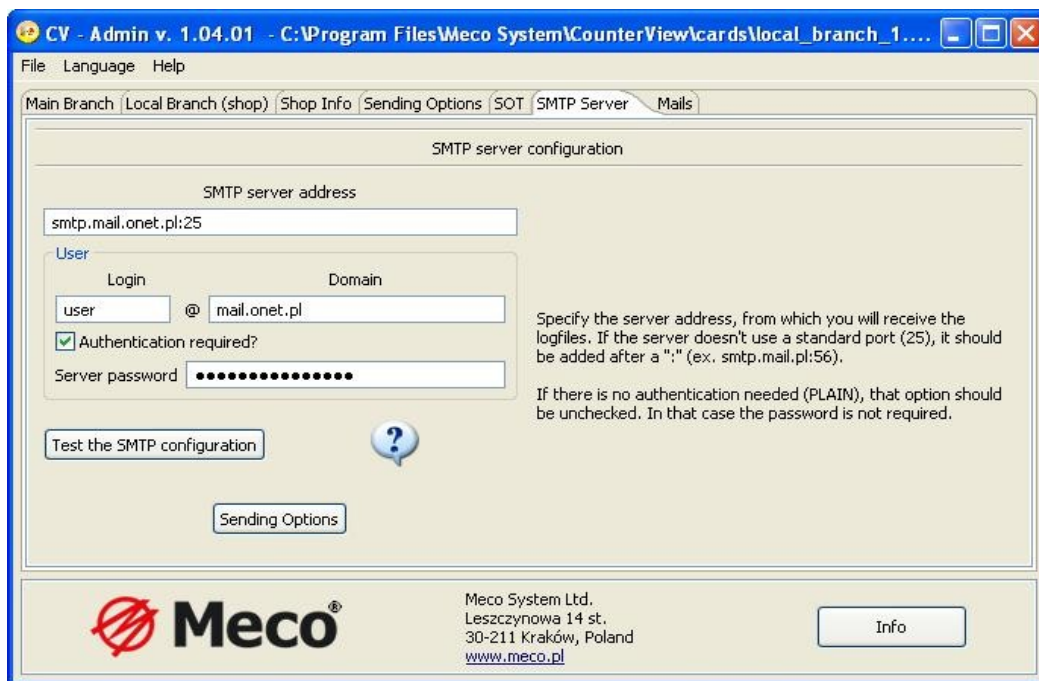 CV - Admin v. 1.04.01 - C:\Program Files\Meco System\CounterView\cards\local_branch_1....
File Language Help
Main Branch Local Branch (shop) Shop Info Sending Options SOT SMTP Server Mails
SMTP server configuration
SMTP server address
smtp.mail.onet.pl:25
User
Login Domain
user @ mail.onet.pl
Authentication required?
Server password ●●●●●●●●●●●●●●●
Specify the server address, from which you will receive the
logfiles. If the server doesn't use a standard port (25), it should
be added after a ":" (ex. smtp.mail.pl:56).
If there is no authentication needed (PLAIN), that option should
be unchecked. In that case the password is not required.
Test the SMTP configuration ?
Sending Options
Meco®
Meco System Ltd.
Leszczynowa 14 st.
30-211 Kraków, Poland
www.meco.pl
Info